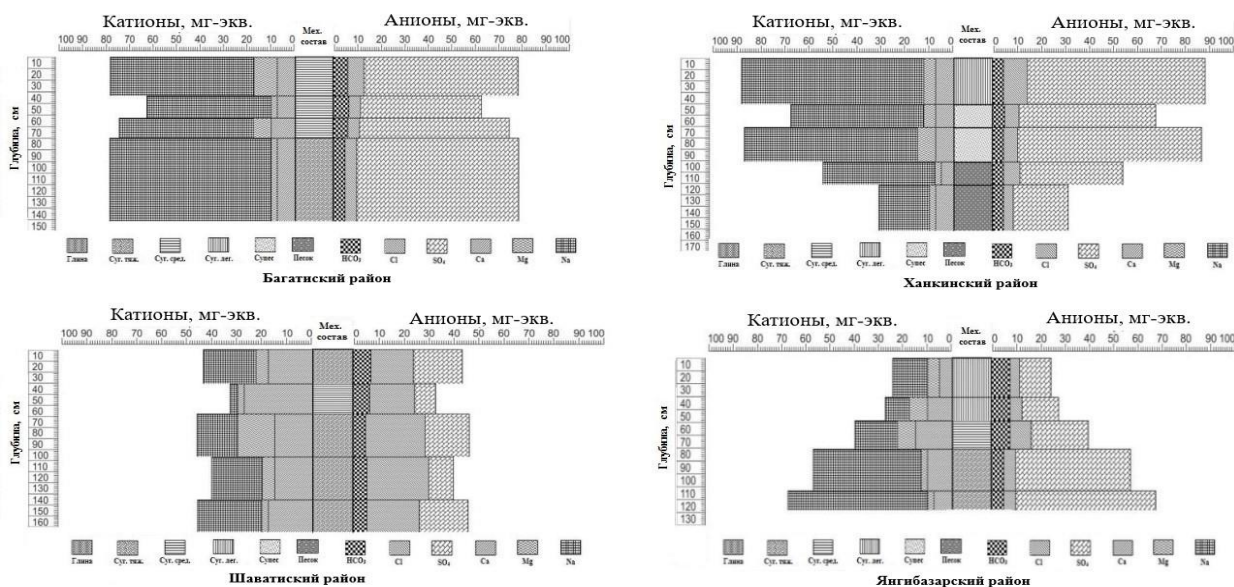 Катионы, мг-экв.
Мех. состав
Анионы, мг-экв.
100 90 80 70 60 50 40 30 20 10 0
0 10 20 30 40 50 60 70 80 90 100
Глубина, см
10
20
30
40
50
60
70
80
90
100
110
120
130
140
150
Глина Суг. тяж. Суг. сред. Суг. лег. Супес Песок HCO₃ Cl SO₄ Ca Mg Na
Багатиский район
Катионы, мг-экв.
Мех. состав
Анионы, мг-экв.
100 90 80 70 60 50 40 30 20 10 0
0 10 20 30 40 50 60 70 80 90 100
Глубина, см
10
20
30
40
50
60
70
80
90
100
110
120
130
150
160
170
Глина Суг. тяж. Суг. сред. Суг. лег. Супес Песок HCO₃ Cl SO₄ Ca Mg Na
Ханкинский район
Катионы, мг-экв.
Мех. состав
Анионы, мг-экв.
100 90 80 70 60 50 40 30 20 10 0
0 10 20 30 40 50 60 70 80 90 100
Глубина, см
10
20
30
40
50
60
70
80
90
100
110
120
130
140
150
160
Глина Суг. тяж. Суг. сред. Суг. лег. Супес Песок HCO₃ Cl SO₄ Ca Mg Na
Шаватиский район
Катионы, мг-экв.
Мех. состав
Анионы, мг-экв.
100 90 80 70 60 50 40 30 20 10 0
0 10 20 30 40 50 60 70 80 90 100
Глубина, см
10
20
30
40
50
60
70
80
90
100
110
120
130
Глина Суг. тяж. Суг. сред. Суг. лег. Супес Песок HCO₃ Cl SO₄ Ca Mg Na
Янгибазарский район